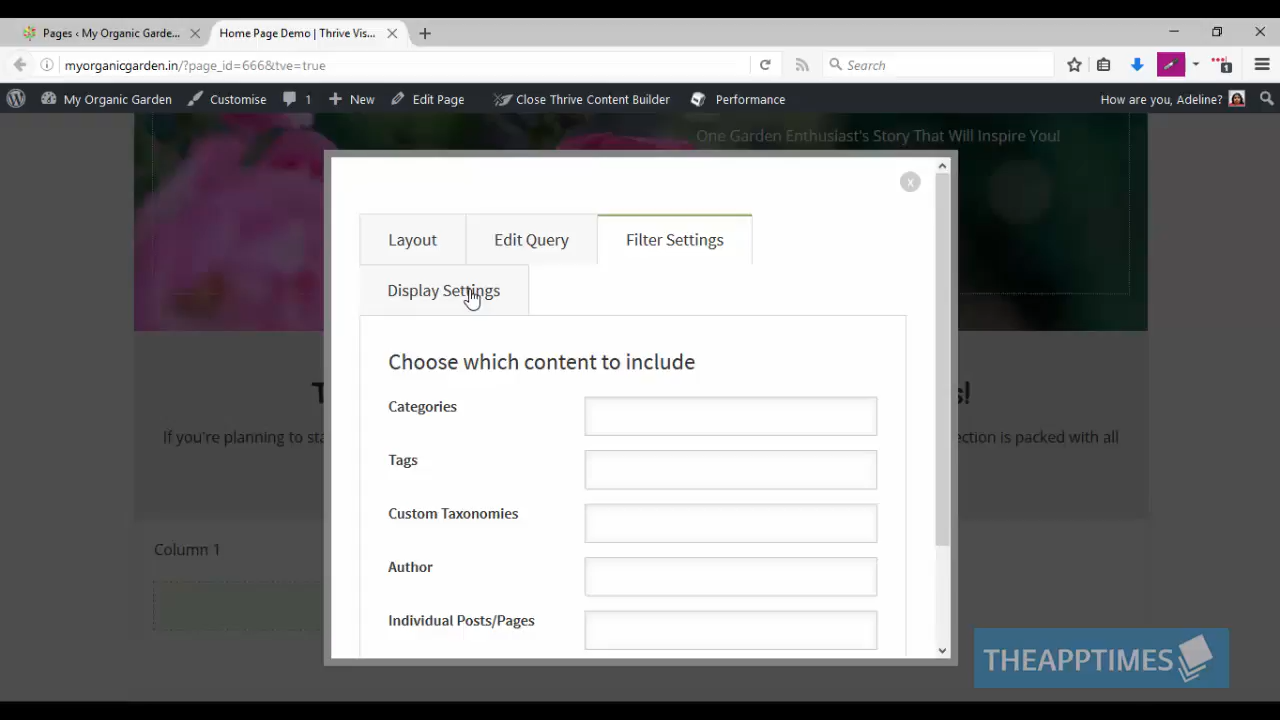 Pages ‹ My Organic Garde...
Home Page Demo | Thrive Vis...
myorganicgarden.in/?page_id=666&tve=true
Search
My Organic Garden
Customise
1
New
Edit Page
Close Thrive Content Builder
Performance
How are you, Adeline?
One Garden Enthusiast's Story That Will Inspire You!
x
Layout
Edit Query
Filter Settings
Display Settings
Choose which content to include
Categories
Tags
Custom Taxonomies
Author
Individual Posts/Pages
If you're planning to sta
ection is packed with all
Column 1
THEAPPTIMES